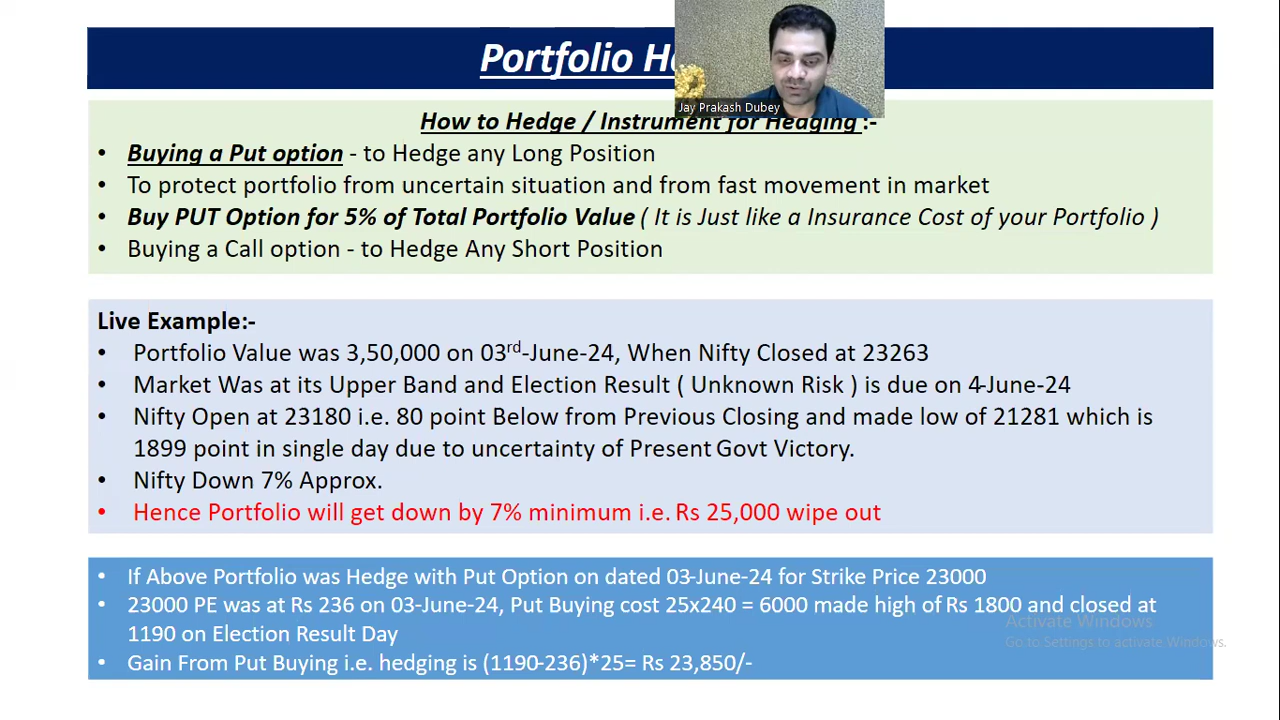 Portfolio H
Jay Prakash Dubey
How to Hedge / Instrument for Hedging :-
• Buying a Put option - to Hedge any Long Position
• To protect portfolio from uncertain situation and from fast movement in market
• Buy PUT Option for 5% of Total Portfolio Value ( It is Just like a Insurance Cost of your Portfolio )
• Buying a Call option - to Hedge Any Short Position
Live Example:-
• Portfolio Value was 3,50,000 on 03rd-June-24, When Nifty Closed at 23263
• Market Was at its Upper Band and Election Result ( Unknown Risk ) is due on 4-June-24
• Nifty Open at 23180 i.e. 80 point Below from Previous Closing and made low of 21281 which is
1899 point in single day due to uncertainty of Present Govt Victory.
• Nifty Down 7% Approx.
• Hence Portfolio will get down by 7% minimum i.e. Rs 25,000 wipe out
• If Above Portfolio was Hedge with Put Option on dated 03-June-24 for Strike Price 23000
• 23000 PE was at Rs 236 on 03-June-24, Put Buying cost 25x240 = 6000 made high of Rs 1800 and closed at
1190 on Election Result Day
Activate Windows
Go to Settings to activate Windows.
• Gain From Put Buying i.e. hedging is (1190-236)*25= Rs 23,850/-